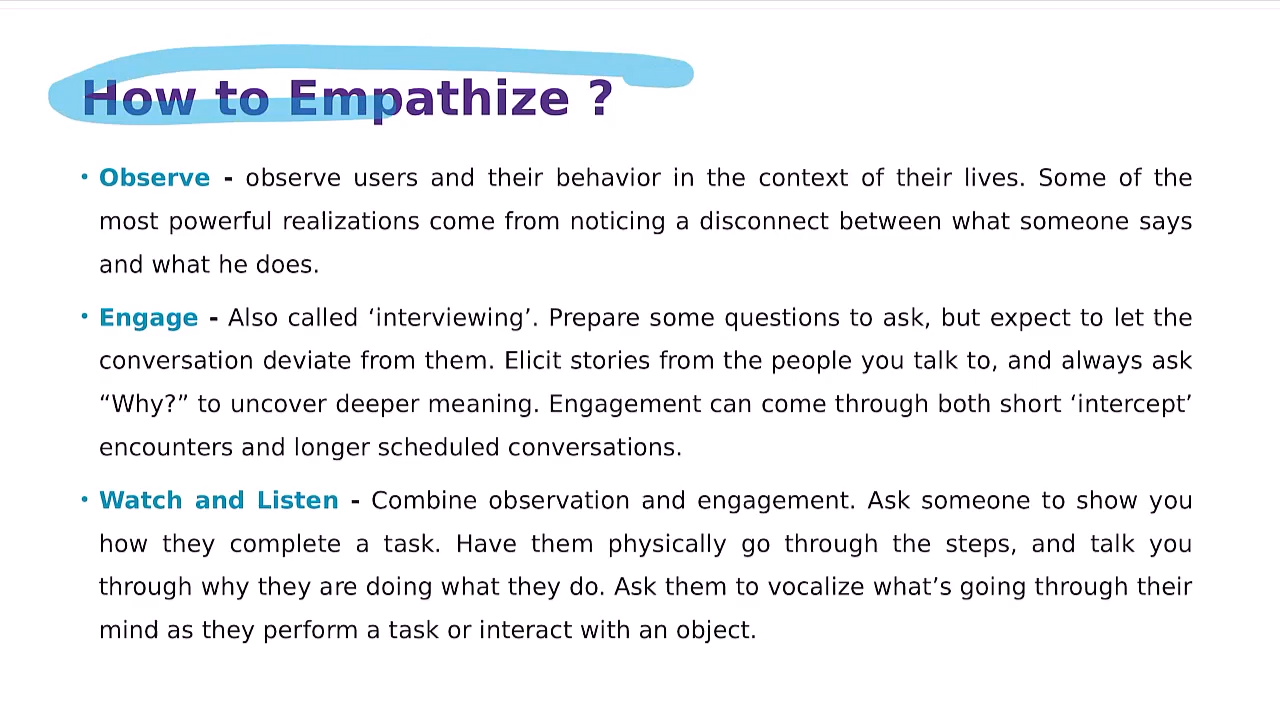 How to Empathize ?
• Observe - observe users and their behavior in the context of their lives. Some of the
most powerful realizations come from noticing a disconnect between what someone says
and what he does.
• Engage - Also called ‘interviewing’. Prepare some questions to ask, but expect to let the
conversation deviate from them. Elicit stories from the people you talk to, and always ask
“Why?” to uncover deeper meaning. Engagement can come through both short ‘intercept’
encounters and longer scheduled conversations.
• Watch and Listen - Combine observation and engagement. Ask someone to show you
how they complete a task. Have them physically go through the steps, and talk you
through why they are doing what they do. Ask them to vocalize what’s going through their
mind as they perform a task or interact with an object.